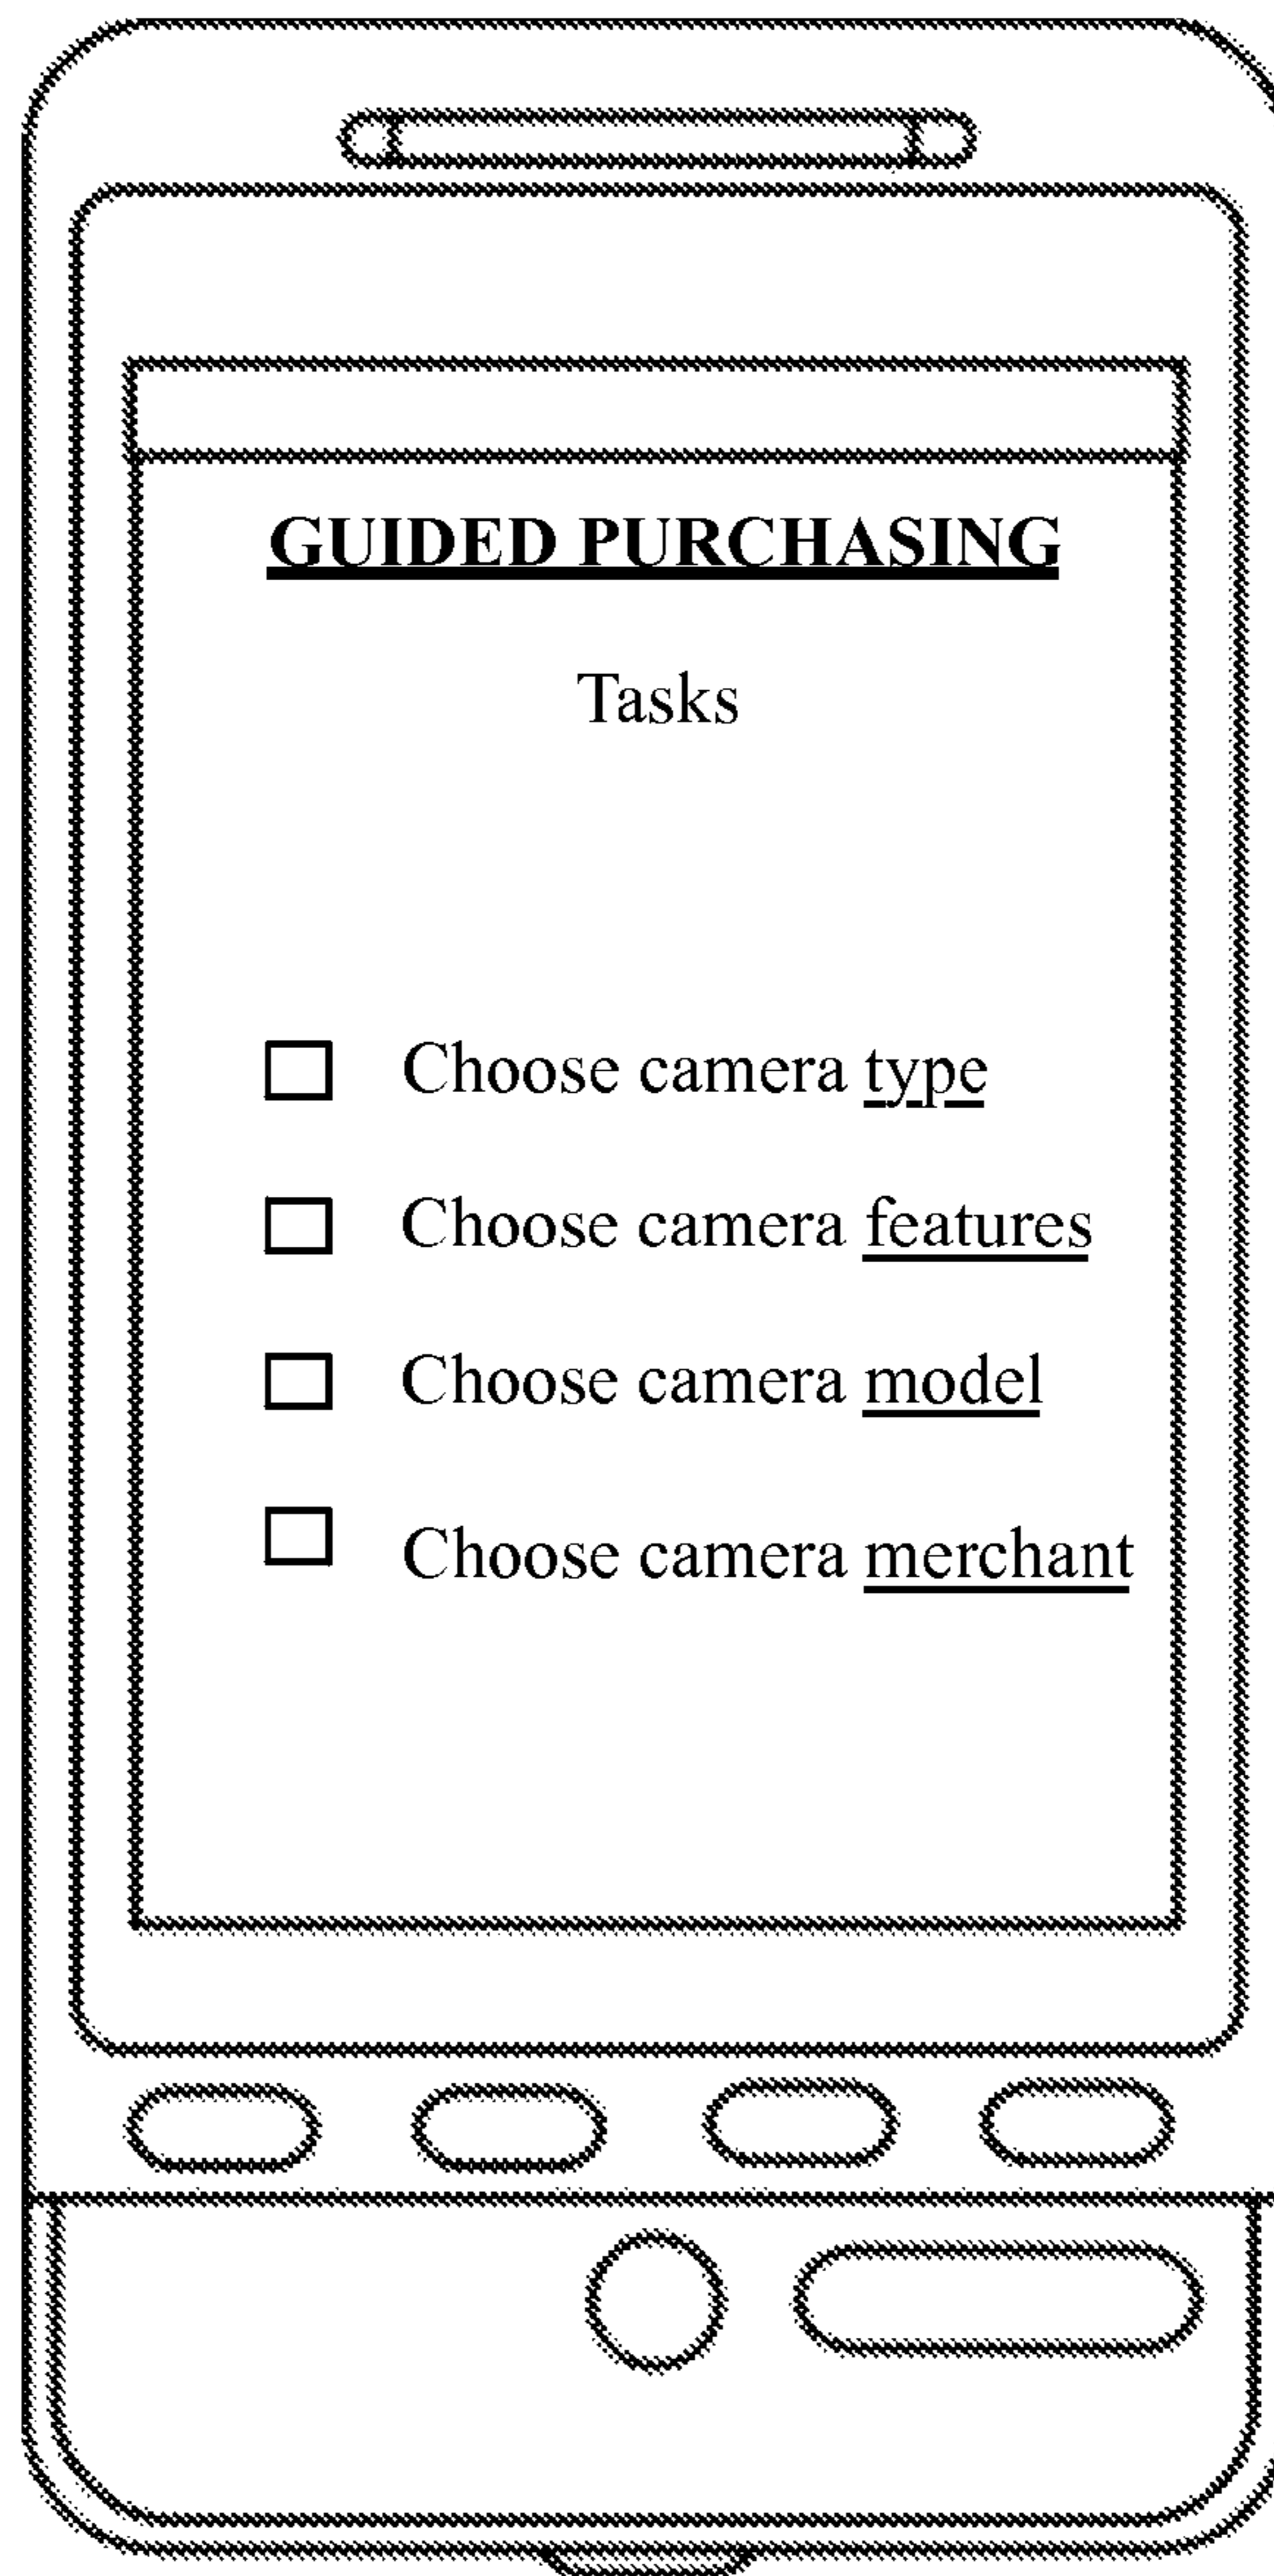 GUIDED PURCHASING
Tasks
Choose camera type
Choose camera features
Choose camera model
Choose camera merchant